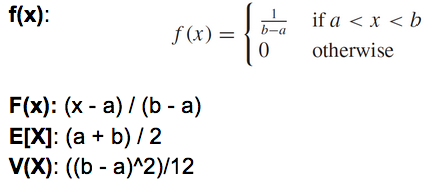 f(x):
f(x) = { 1/(b−a) if a < x < b
0 otherwise
F(x): (x - a) / (b - a)
E[X]: (a + b) / 2
V(X): ((b - a)^2)/12